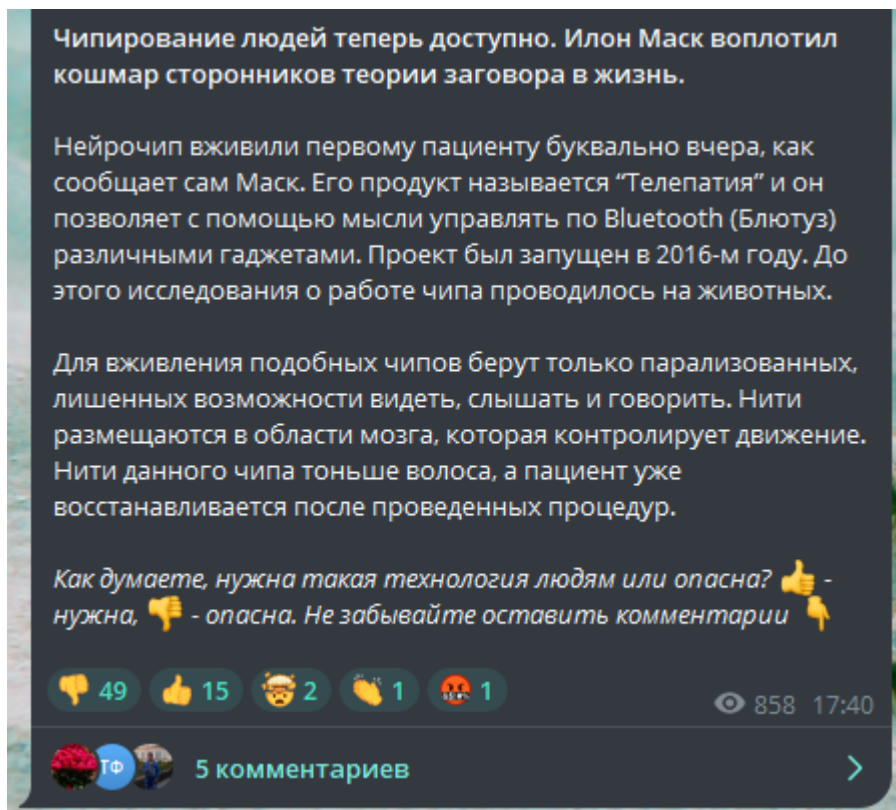 Чипирование людей теперь доступно. Илон Маск воплотил
кошмар сторонников теории заговора в жизнь.
Нейрочип вживили первому пациенту буквально вчера, как
сообщает сам Маск. Его продукт называется “Телепатия” и он
позволяет с помощью мысли управлять по Bluetooth (Блютуз)
различными гаджетами. Проект был запущен в 2016-м году. До
этого исследования о работе чипа проводилось на животных.
Для вживления подобных чипов берут только парализованных,
лишенных возможности видеть, слышать и говорить. Нити
размещаются в области мозга, которая контролирует движение.
Нити данного чипа тоньше волоса, а пациент уже
восстанавливается после проведенных процедур.
Как думаете, нужна такая технология людям или опасна? 👍 -
нужна, 👎 - опасна. Не забывайте оставить комментарии 👇
👎 49 👍 15 🤯 2 👏 1 🤬 1
858 17:40
ТФ 5 комментариев